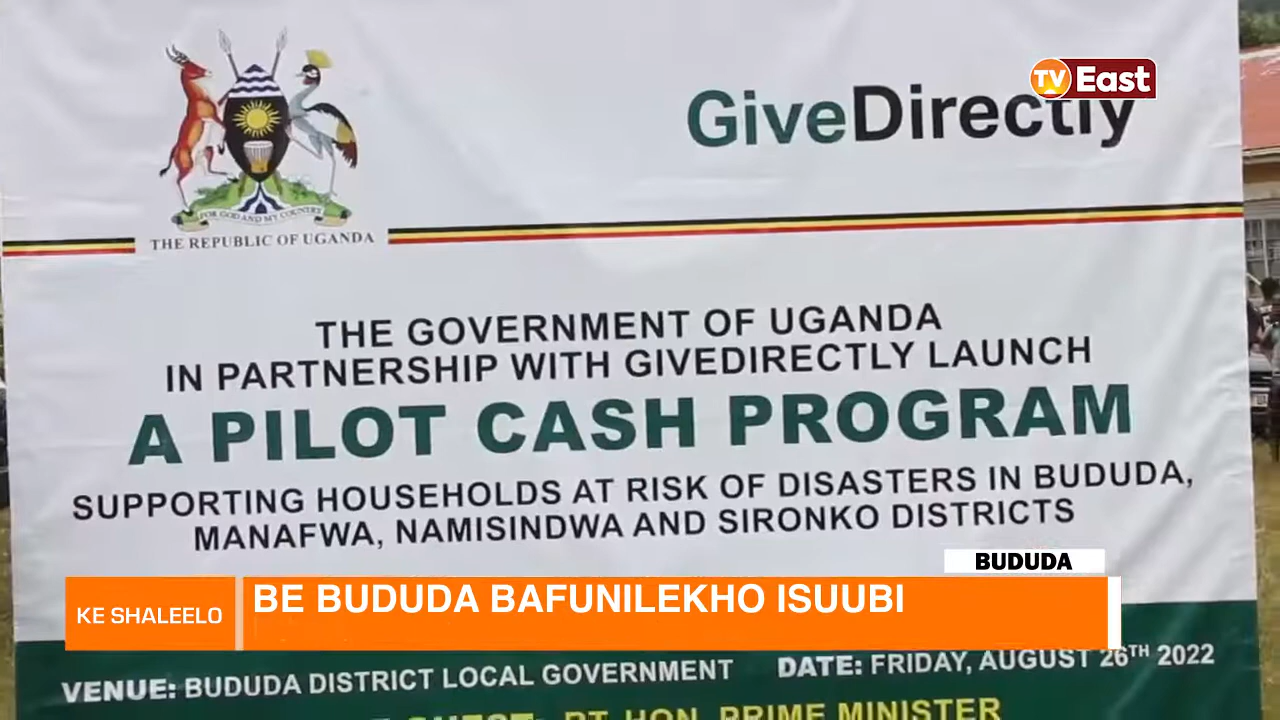 TV East
GiveDirectly
FOR GOD AND MY COUNTRY
THE REPUBLIC OF UGANDA
THE GOVERNMENT OF UGANDA
IN PARTNERSHIP WITH GIVEDIRECTLY LAUNCH
A PILOT CASH PROGRAM
SUPPORTING HOUSEHOLDS AT RISK OF DISASTERS IN BUDUDA,
MANAFWA, NAMISINDWA AND SIRONKO DISTRICTS
BUDUDA
KE SHALEELO
BE BUDUDA BAFUNILEKHO ISUUBI
VENUE: BUDUDA DISTRICT LOCAL GOVERNMENT DATE: FRIDAY, AUGUST 26TH 2022
GUEST: RT. HON. PRIME MINISTER